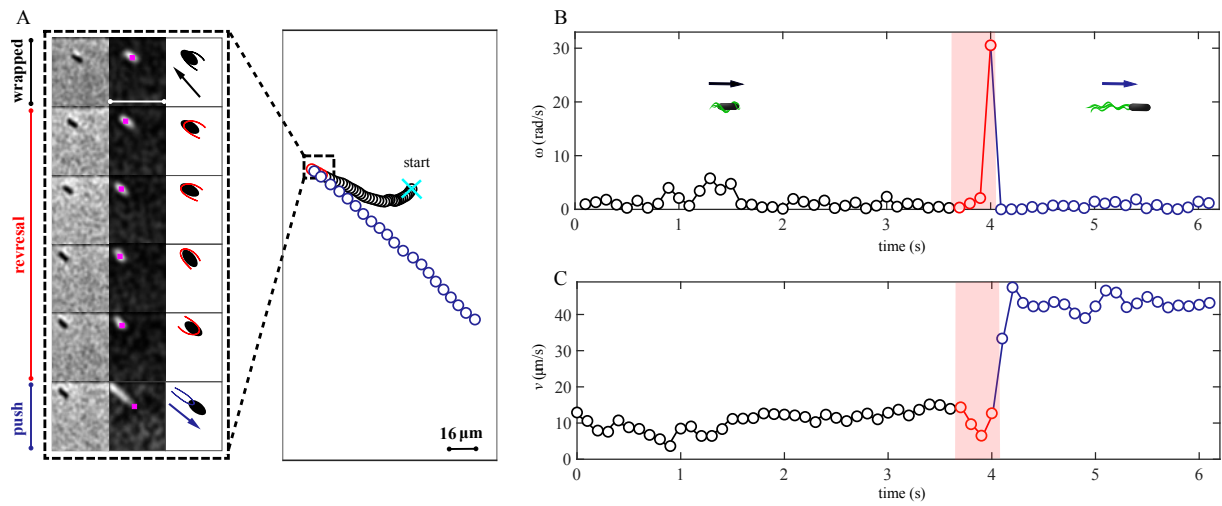 A
wrapped
revresal
push
start
16 μm
B
ω (rad/s)
30
20
10
0
0
1
2
3
4
5
6
time (s)
C
v (μm/s)
40
30
20
10
0
0
1
2
3
4
5
6
time (s)